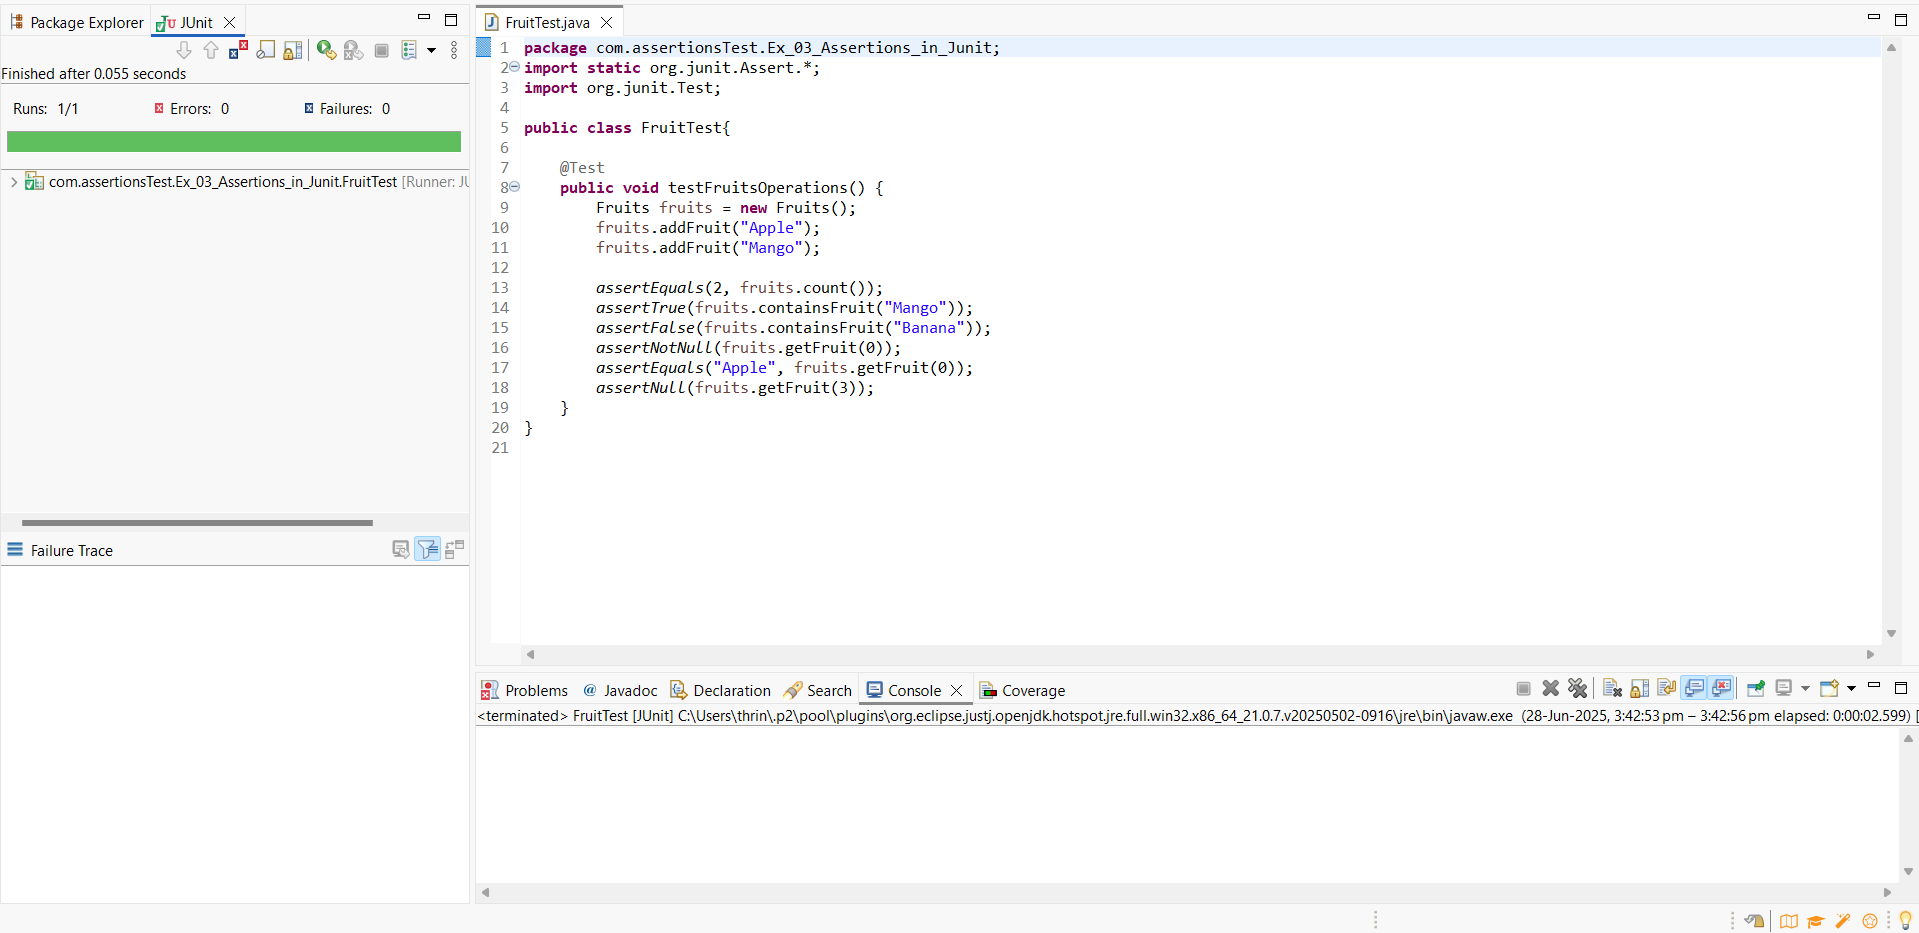 Package Explorer JUnit
Finished after 0.055 seconds
Runs: 1/1 Errors: 0 Failures: 0
com.assertionsTest.Ex_03_Assertions_in_Junit.FruitTest [Runner: JU
Failure Trace
FruitTest.java
1 package com.assertionsTest.Ex_03_Assertions_in_Junit;
2 import static org.junit.Assert.*;
3 import org.junit.Test;
4
5 public class FruitTest{
6
7 @Test
8 public void testFruitsOperations() {
9 Fruits fruits = new Fruits();
10 fruits.addFruit("Apple");
11 fruits.addFruit("Mango");
12
13 assertEquals(2, fruits.count());
14 assertTrue(fruits.containsFruit("Mango"));
15 assertFalse(fruits.containsFruit("Banana"));
16 assertNotNull(fruits.getFruit(0));
17 assertEquals("Apple", fruits.getFruit(0));
18 assertNull(fruits.getFruit(3));
19 }
20 }
21
Problems @ Javadoc Declaration Search Console Coverage
<terminated> FruitTest [JUnit] C:\Users\thrin\.p2\pool\plugins\org.eclipse.justj.openjdk.hotspot.jre.full.win32.x86_64_21.0.7.v20250502-0916\jre\bin\javaw.exe (28-Jun-2025, 3:42:53 pm – 3:42:56 pm elapsed: 0:00:02.599) [